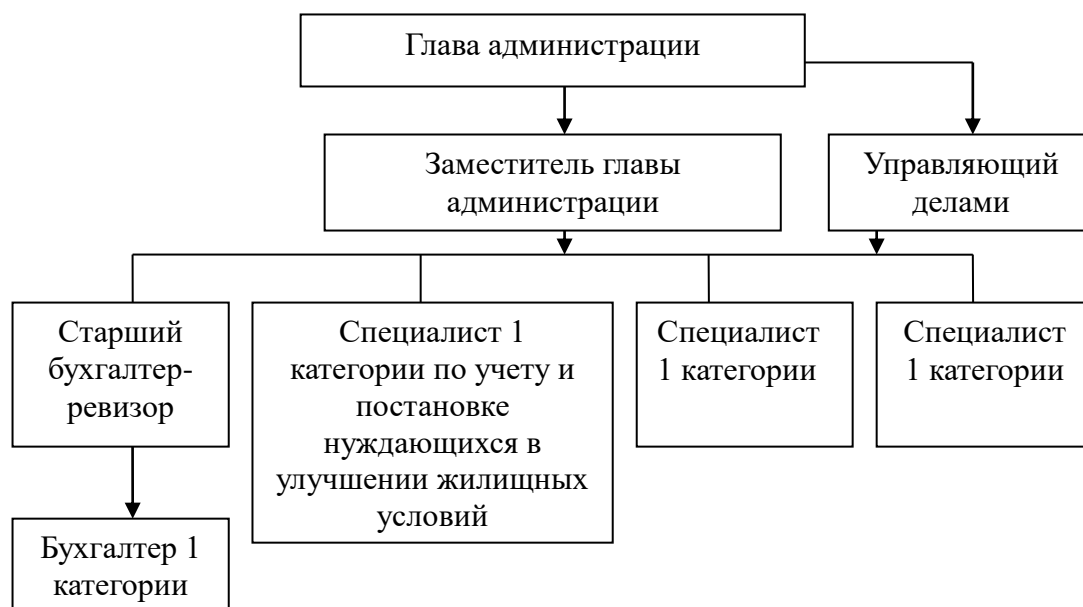 Глава администрации
Заместитель главы
администрации
Управляющий
делами
Старший
бухгалтер-
ревизор
Специалист 1
категории по учету и
постановке
нуждающихся в
улучшении жилищных
условий
Специалист
1 категории
Специалист
1 категории
Бухгалтер 1
категории